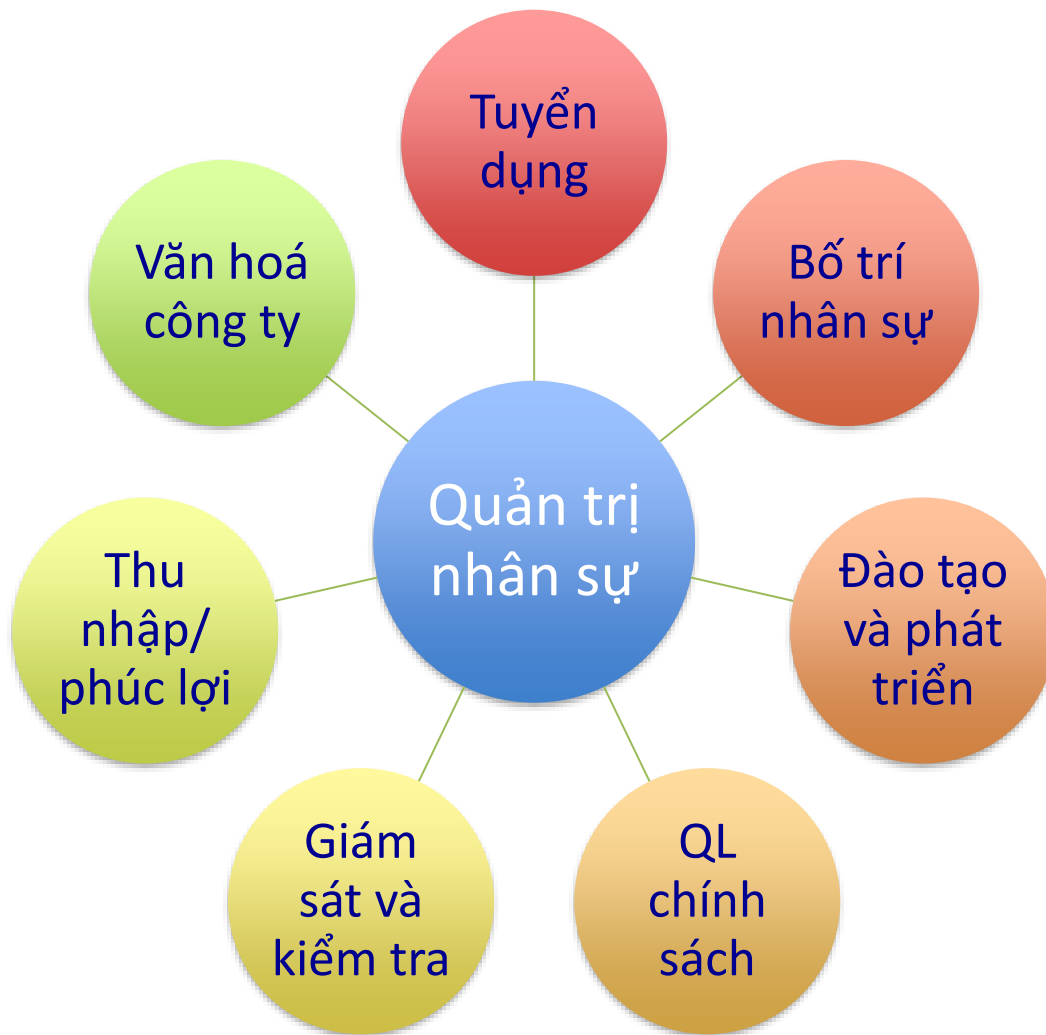 Tuyển
dụng
Bố trí
nhân sự
Đào tạo
và phát
triển
QL
chính
sách
Giám
sát và
kiểm tra
Thu
nhập/
phúc lợi
Văn hoá
công ty
Quản trị
nhân sự